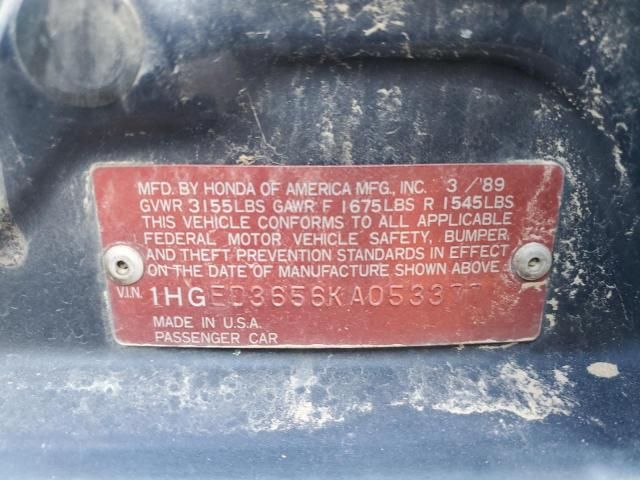 MFD. BY HONDA OF AMERICA MFG., INC. 3 / '89
GVWR 3155LBS GAWR F 1675LBS R 1545LBS
THIS VEHICLE CONFORMS TO ALL APPLICABLE
FEDERAL MOTOR VEHICLE SAFETY, BUMPER,
AND THEFT PREVENTION STANDARDS IN EFFECT
ON THE DATE OF MANUFACTURE SHOWN ABOVE.
V.I.N.
MADE IN U.S.A.
PASSENGER CAR